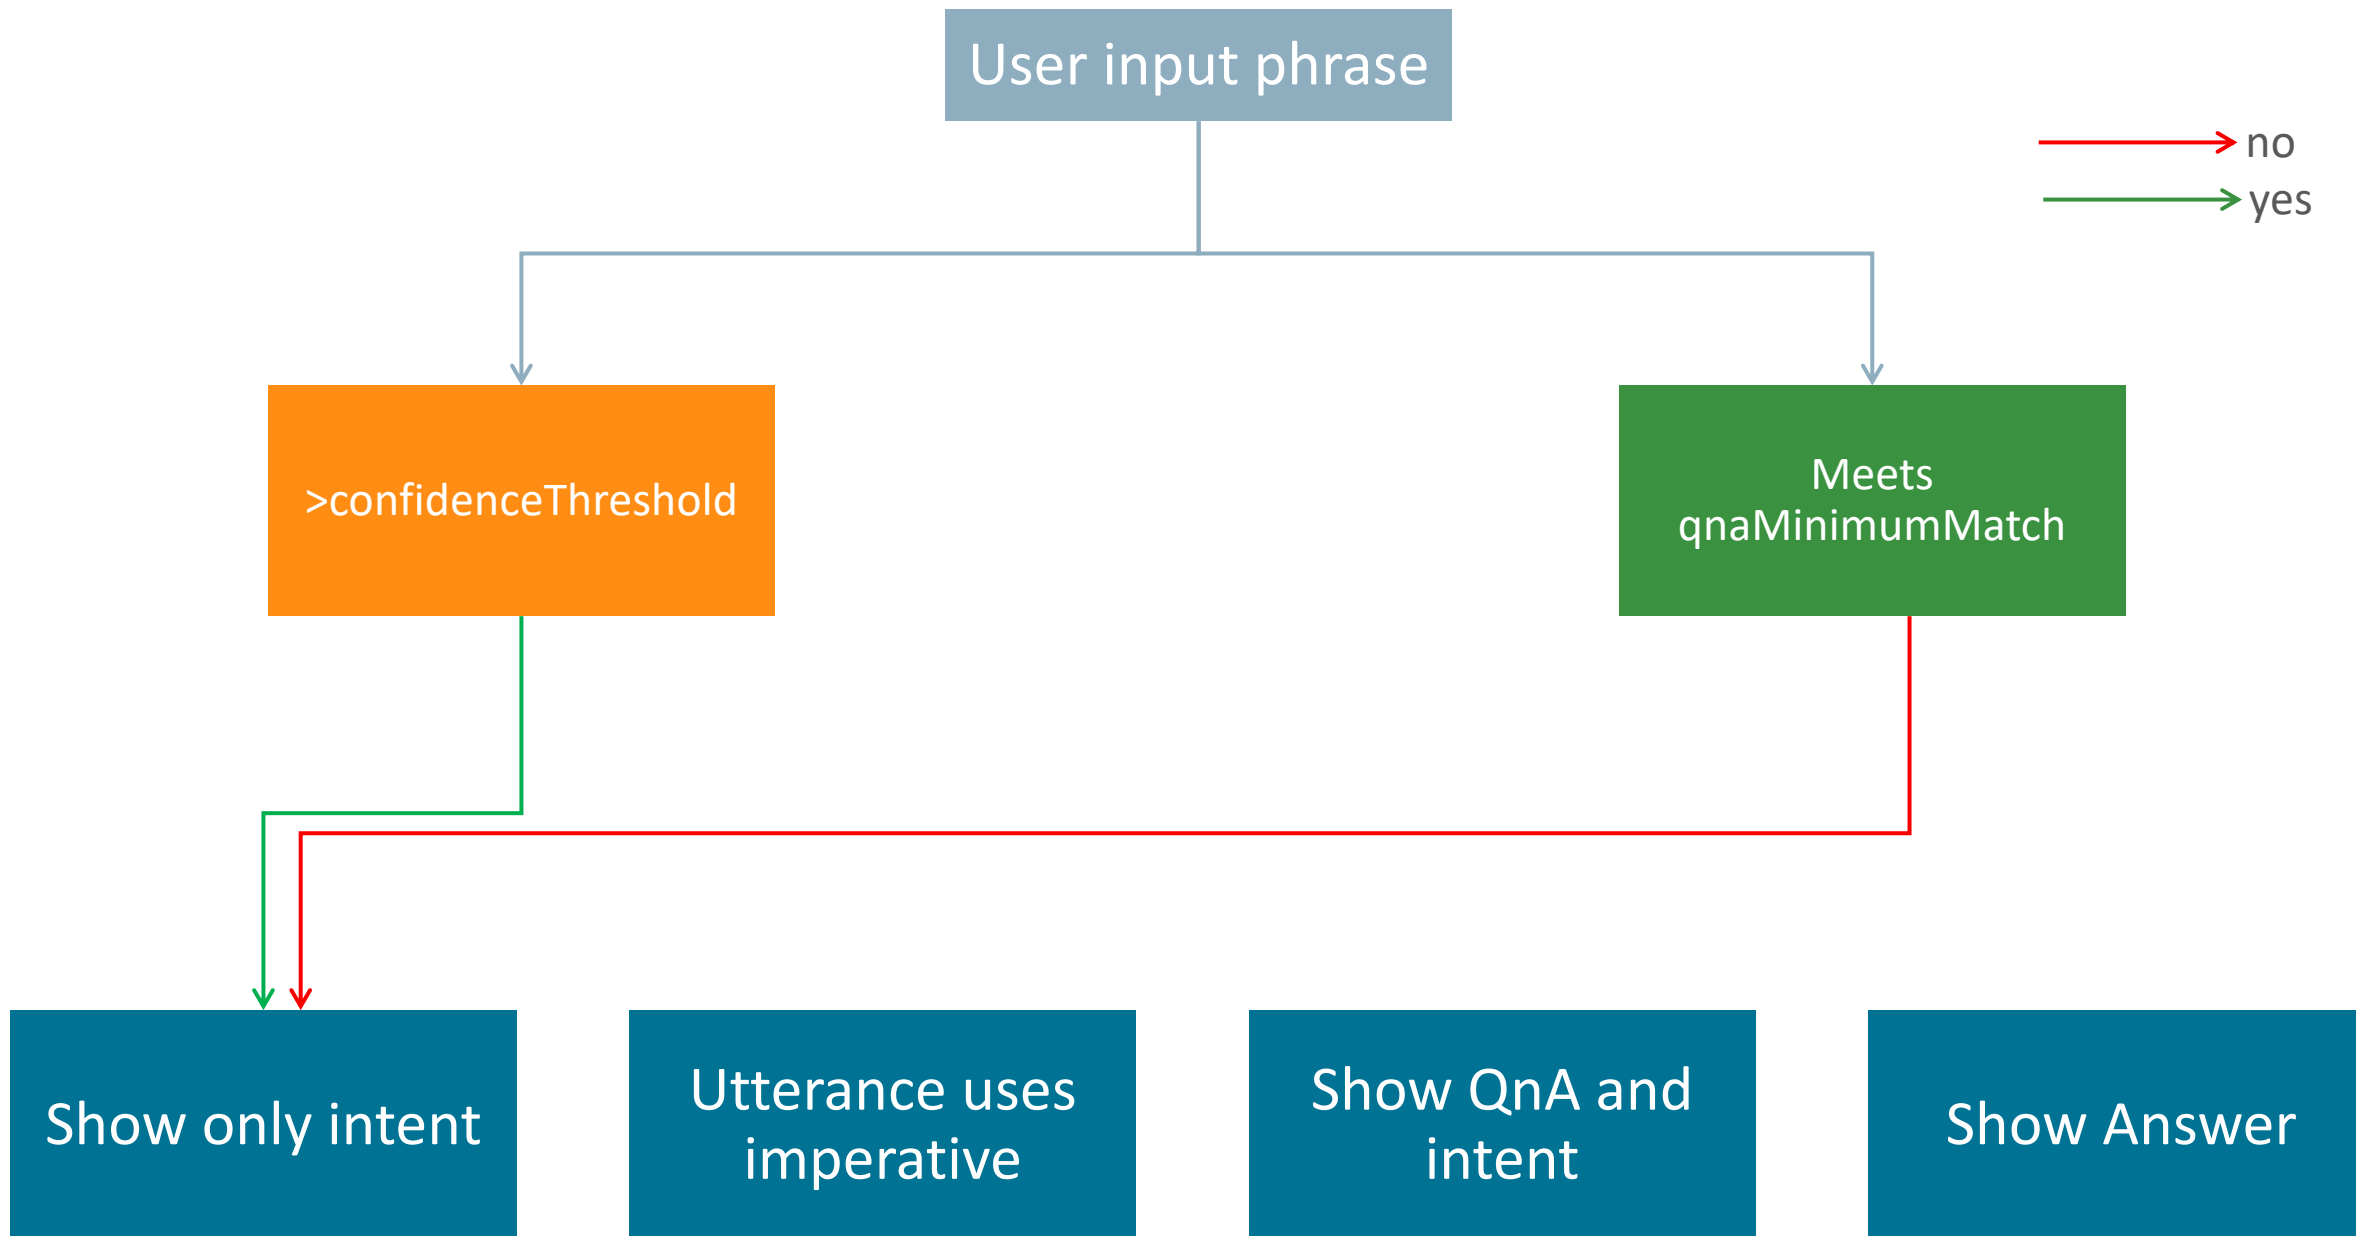 User input phrase
no
yes
>confidenceThreshold
Meets
qnaMinimumMatch
Show only intent
Utterance uses
imperative
Show QnA and
intent
Show Answer